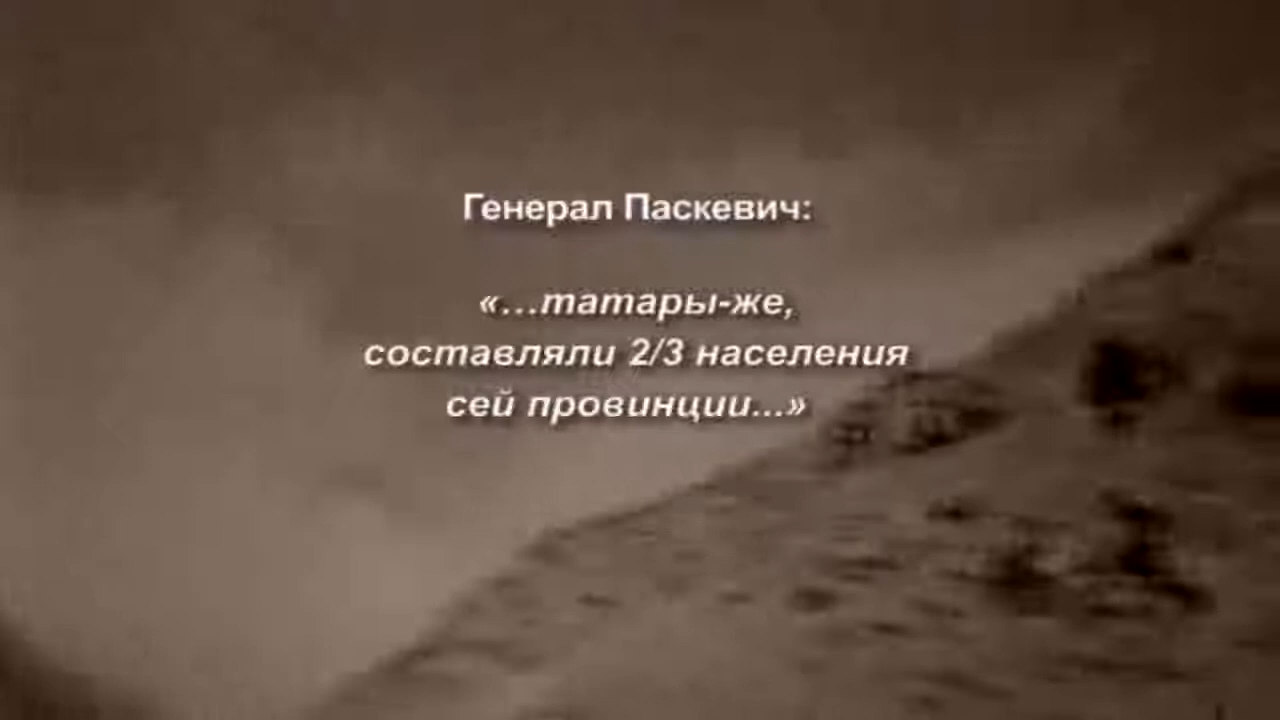 Генерал Паскевич:
«...татары-же,
составляли 2/3 населения
сей провинции...»